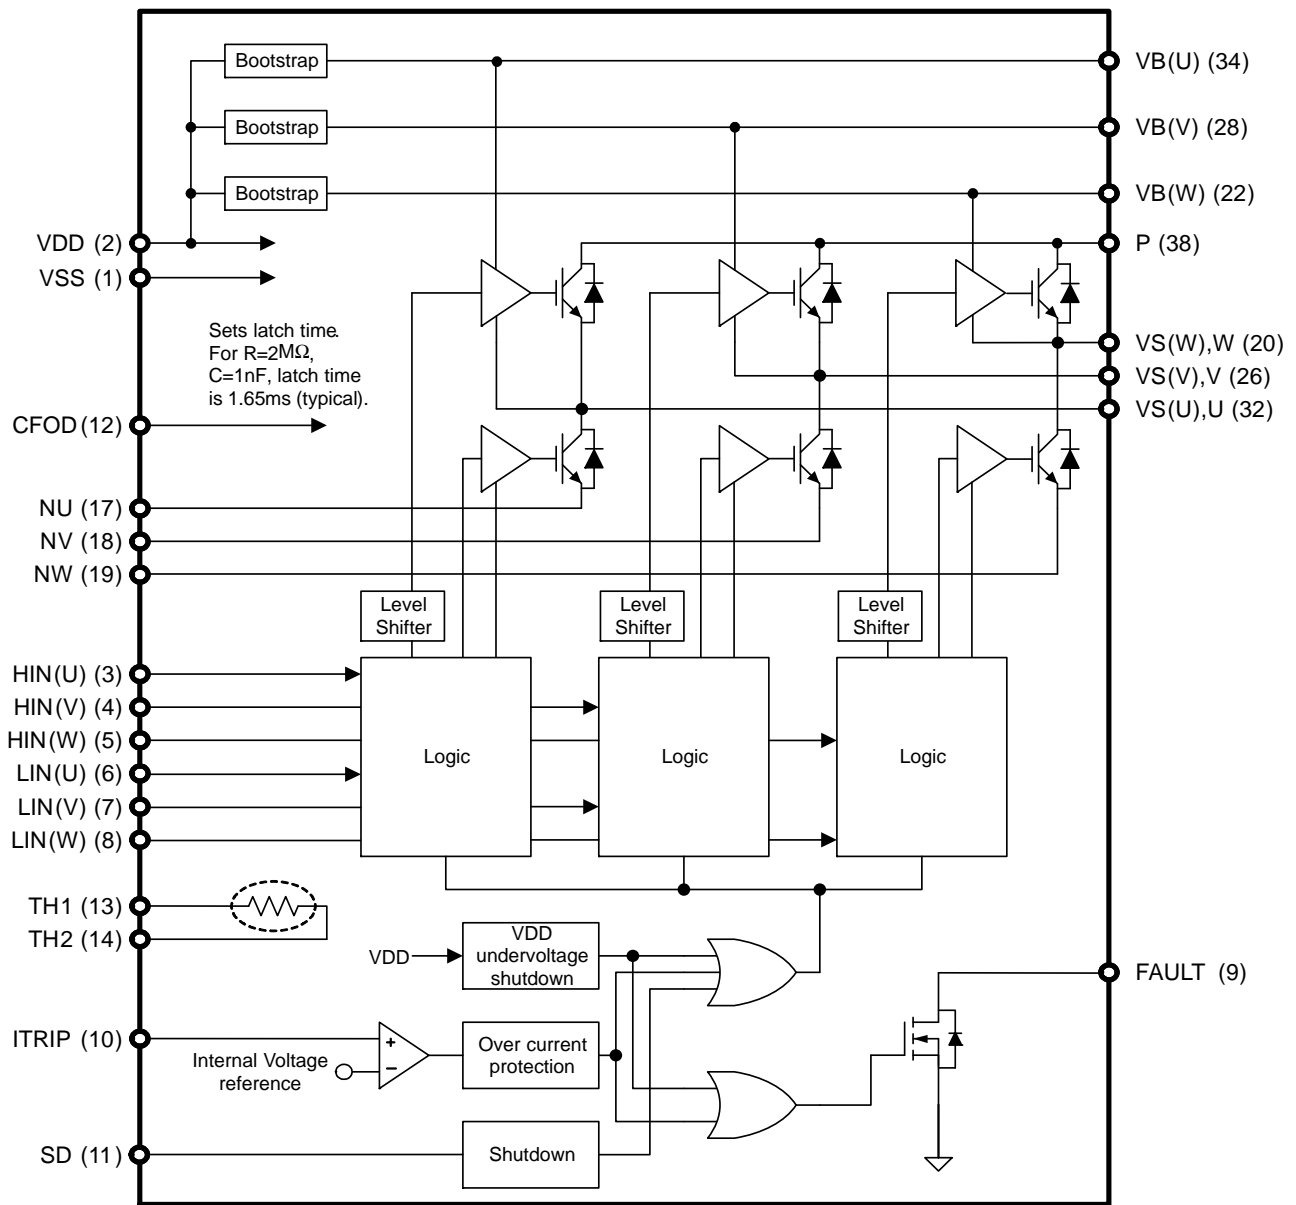 Bootstrap
VB(U) (34)
Bootstrap
VB(V) (28)
Bootstrap
VB(W) (22)
VDD (2)
P (38)
VSS (1)
Sets latch time.
For R=2MΩ,
C=1nF, latch time
is 1.65ms (typical).
VS(W),W (20)
VS(V),V (26)
VS(U),U (32)
CFOD(12)
NU (17)
NV (18)
NW (19)
Level
Shifter
Level
Shifter
Level
Shifter
HIN(U) (3)
HIN(V) (4)
HIN(W) (5)
LIN(U) (6)
LIN(V) (7)
LIN(W) (8)
Logic
Logic
Logic
TH1 (13)
TH2 (14)
VDD
VDD
undervoltage
shutdown
FAULT (9)
ITRIP (10)
+
−
Internal Voltage
reference
Over current
protection
SD (11)
Shutdown